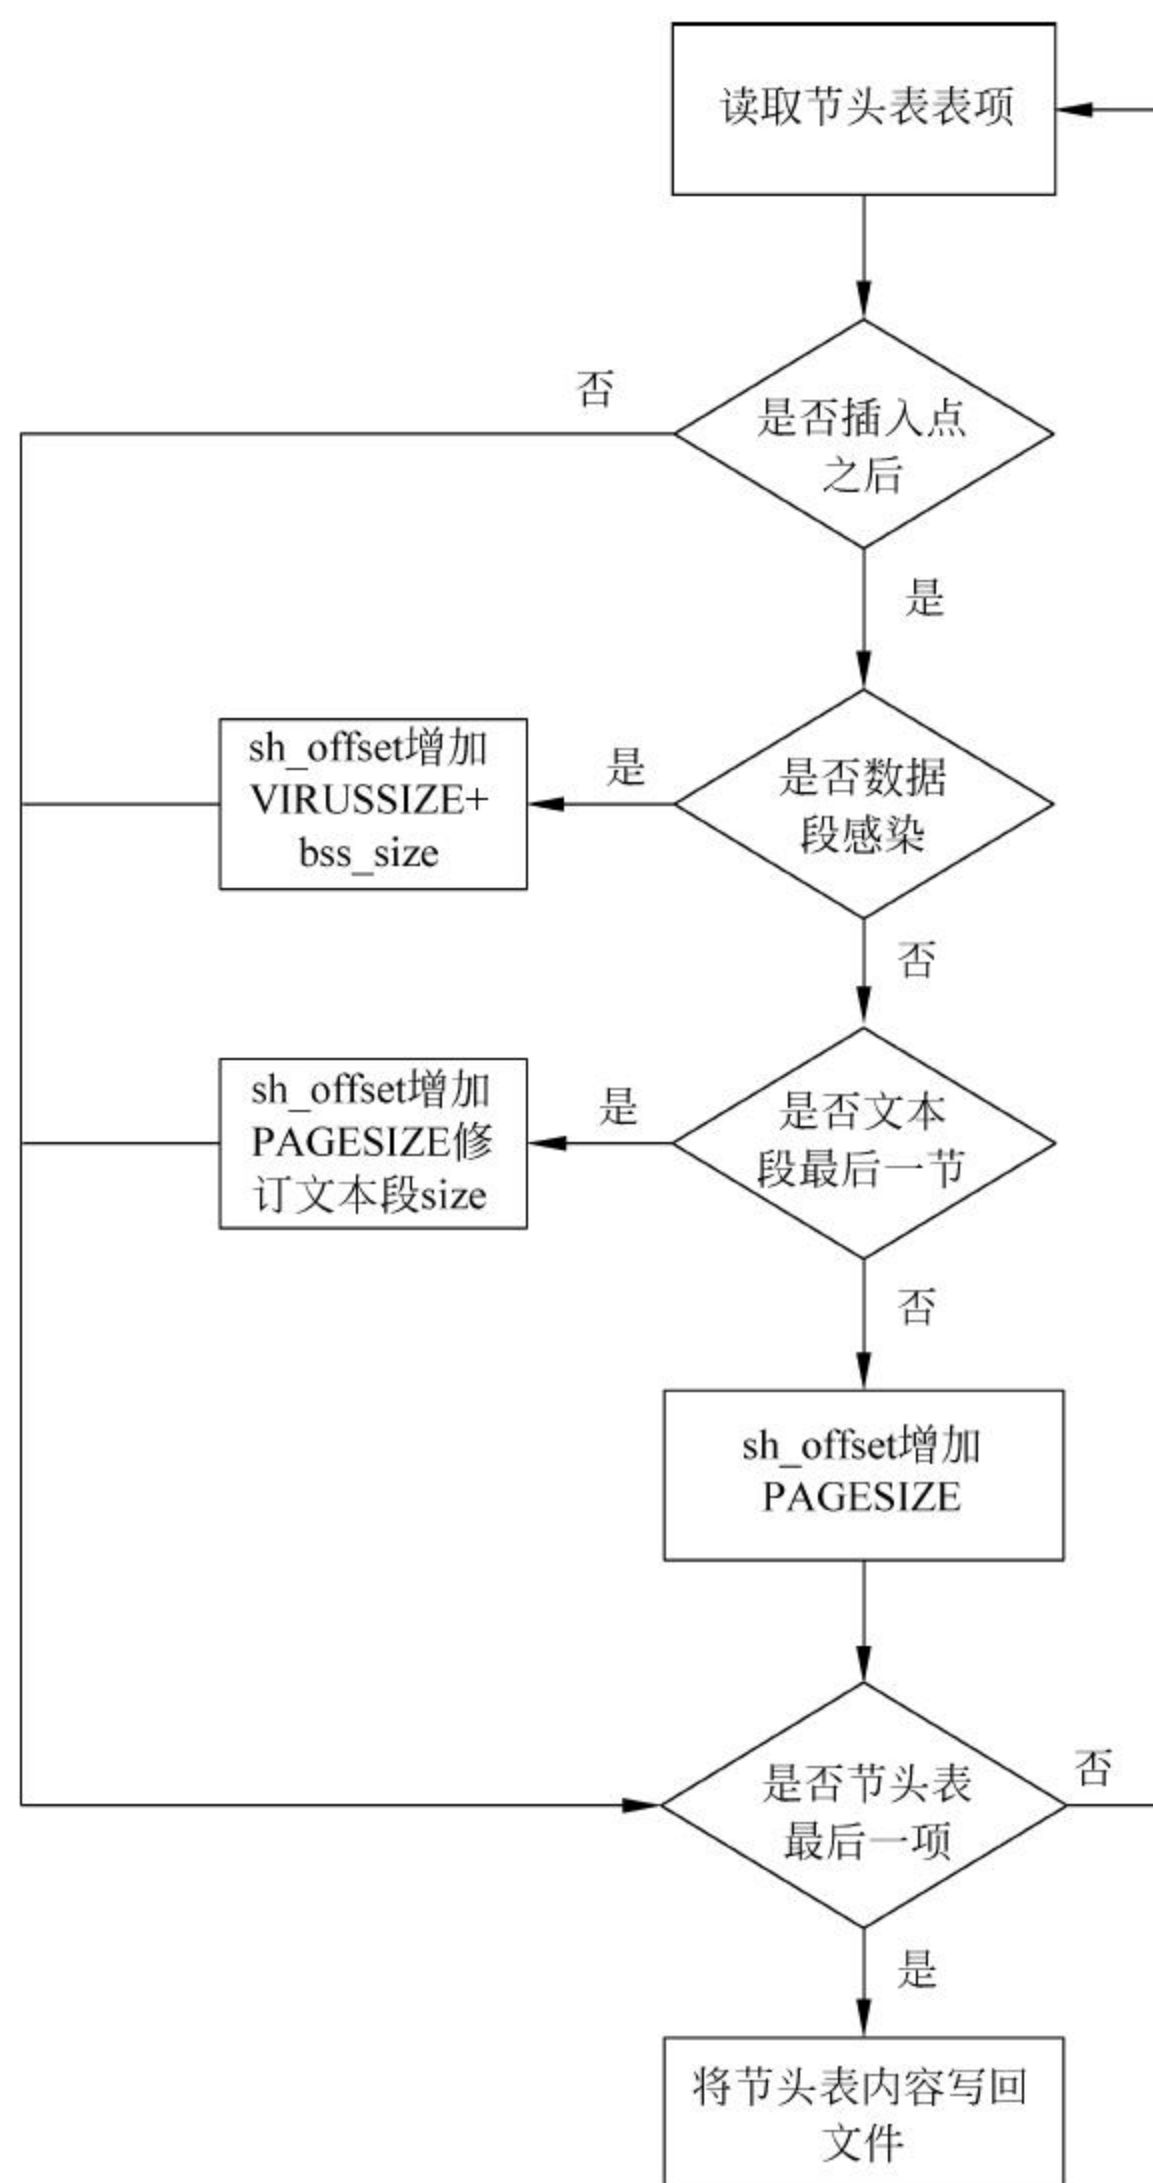 读取节头表表项
否
是否插入点
之后
是
sh_offset增加
VIRUSSIZE+
bss_size
是
是否数据
段感染
否
sh_offset增加
PAGESIZE修
订文本段size
是
是否文本
段最后一节
否
sh_offset增加
PAGESIZE
是否节头表
最后一项
否
是
将节头表内容写回
文件